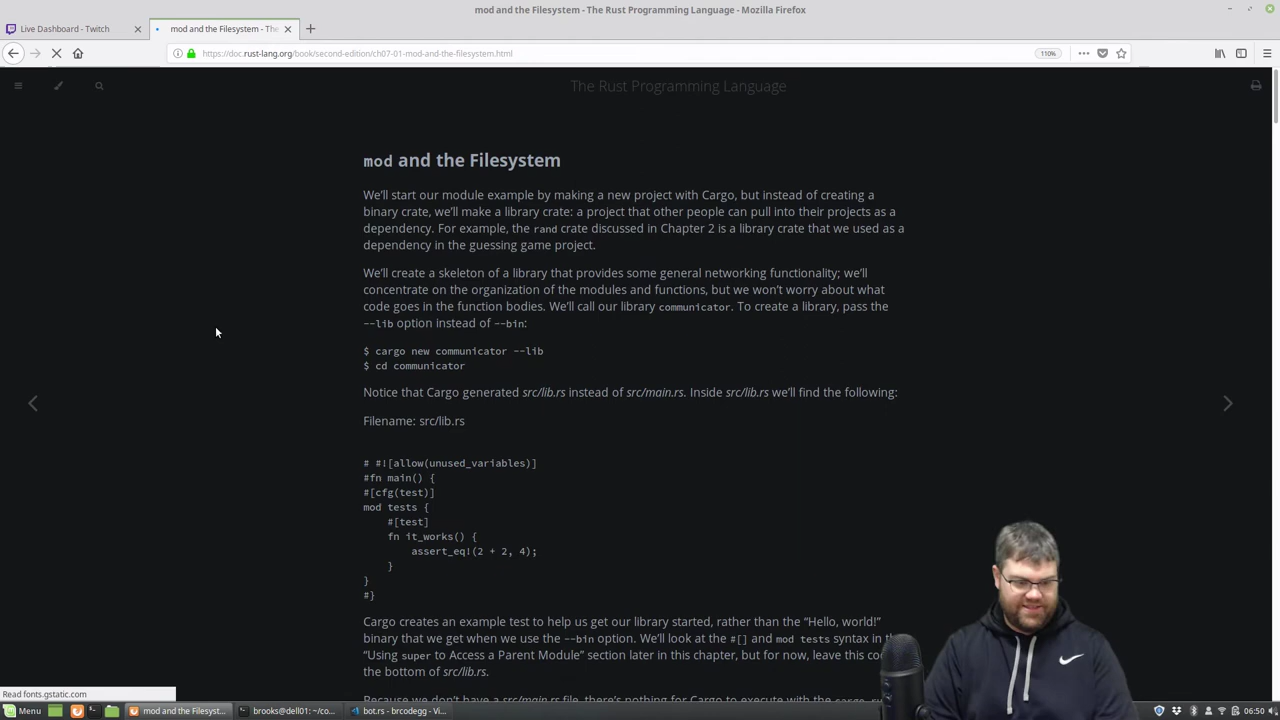 mod and the Filesystem - The Rust Programming Language - Mozilla Firefox
Live Dashboard - Twitch
mod and the Filesystem - The
https://doc.rust-lang.org/book/second-edition/ch07-01-mod-and-the-filesystem.html
110%
The Rust Programming Language
mod and the Filesystem
We'll start our module example by making a new project with Cargo, but instead of creating a
binary crate, we'll make a library crate: a project that other people can pull into their projects as a
dependency. For example, the rand crate discussed in Chapter 2 is a library crate that we used as a
dependency in the guessing game project.
We'll create a skeleton of a library that provides some general networking functionality; we'll
concentrate on the organization of the modules and functions, but we won't worry about what
code goes in the function bodies. We'll call our library communicator. To create a library, pass the
--lib option instead of --bin:
$ cargo new communicator --lib
$ cd communicator
Notice that Cargo generated src/lib.rs instead of src/main.rs. Inside src/lib.rs we'll find the following:
Filename: src/lib.rs
# #![allow(unused_variables)]
#fn main() {
#[cfg(test)]
mod tests {
    #[test]
    fn it_works() {
        assert_eq!(2 + 2, 4);
    }
}
#}
Cargo creates an example test to help us get our library started, rather than the “Hello, world!”
binary that we get when we use the --bin option. We'll look at the #[] and mod tests syntax in th
“Using super to Access a Parent Module” section later in this chapter, but for now, leave this co
the bottom of src/lib.rs.
Because we don't have a src/main.rs file, there's nothing for Cargo to execute with the
Read fonts.gstatic.com
Menu
mod and the Filesyst...
brooks@dell01: ~/co...
bot.rs - brcodegg - Vi...
06:50